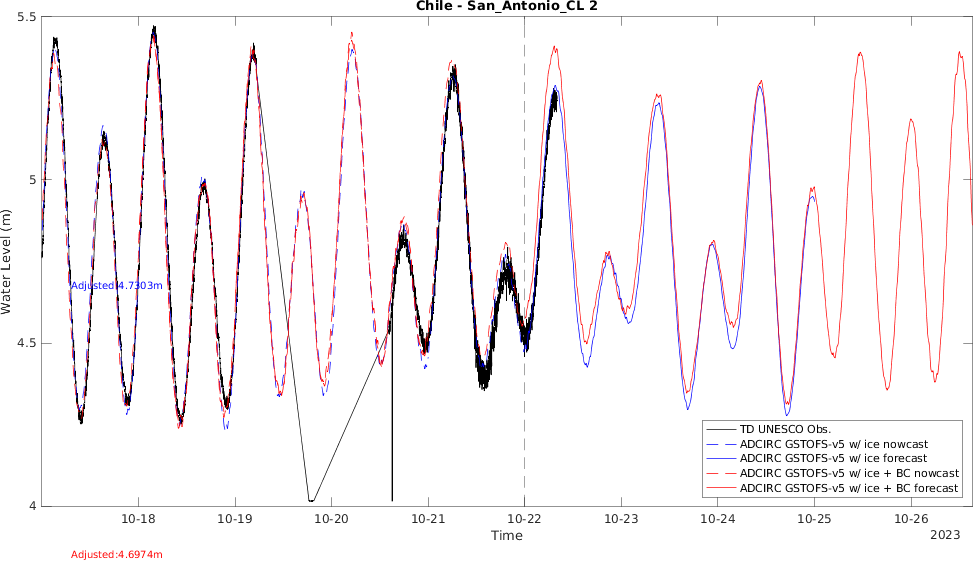 Chile - San_Antonio_CL 2
5.5
5
4.5
4
Water Level (m)
Adjusted:4.7303m
TD UNESCO Obs.
ADCIRC GSTOFS-v5 w/ ice nowcast
ADCIRC GSTOFS-v5 w/ ice forecast
ADCIRC GSTOFS-v5 w/ ice + BC nowcast
ADCIRC GSTOFS-v5 w/ ice + BC forecast
10-18 10-19 10-20 10-21 10-22 10-23 10-24 10-25 10-26
Time
2023
Adjusted:4.6974m